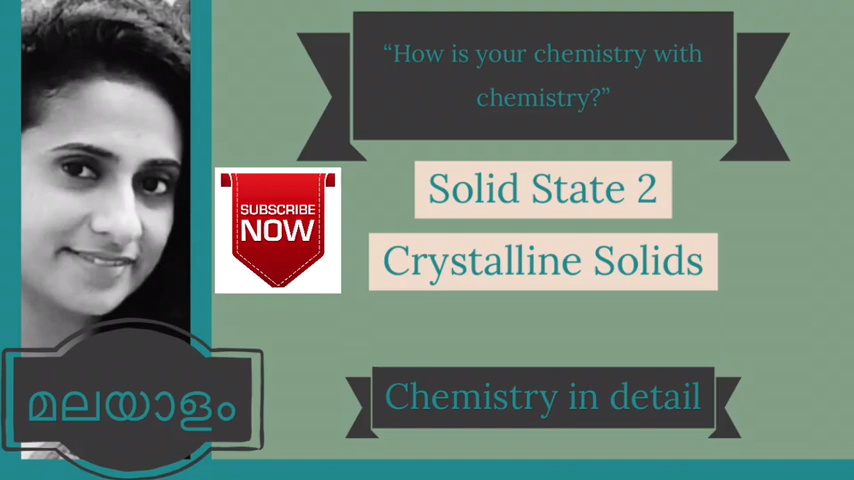 “How is your chemistry with
chemistry?”
Solid State 2
SUBSCRIBE
NOW
Crystalline Solids
Chemistry in detail
മലയാളം